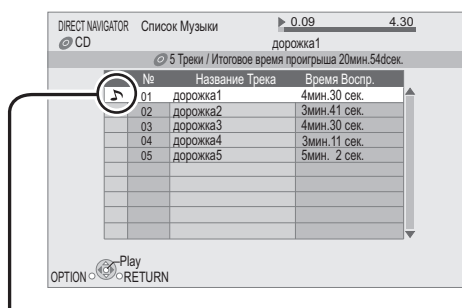 DIRECT NAVIGATOR Список Музыки 0.09 4.30
CD дорожка1
5 Треки / Итоговое время проигрыша 20мин.54dсек.
№ Название Трека Время Воспр.
01 дорожка1 4мин.30 сек.
02 дорожка2 3мин.41 сек.
03 дорожка3 4мин.30 сек.
04 дорожка4 3мин.11 сек.
05 дорожка5 5мин. 2 сек.
Play
OPTION RETURN